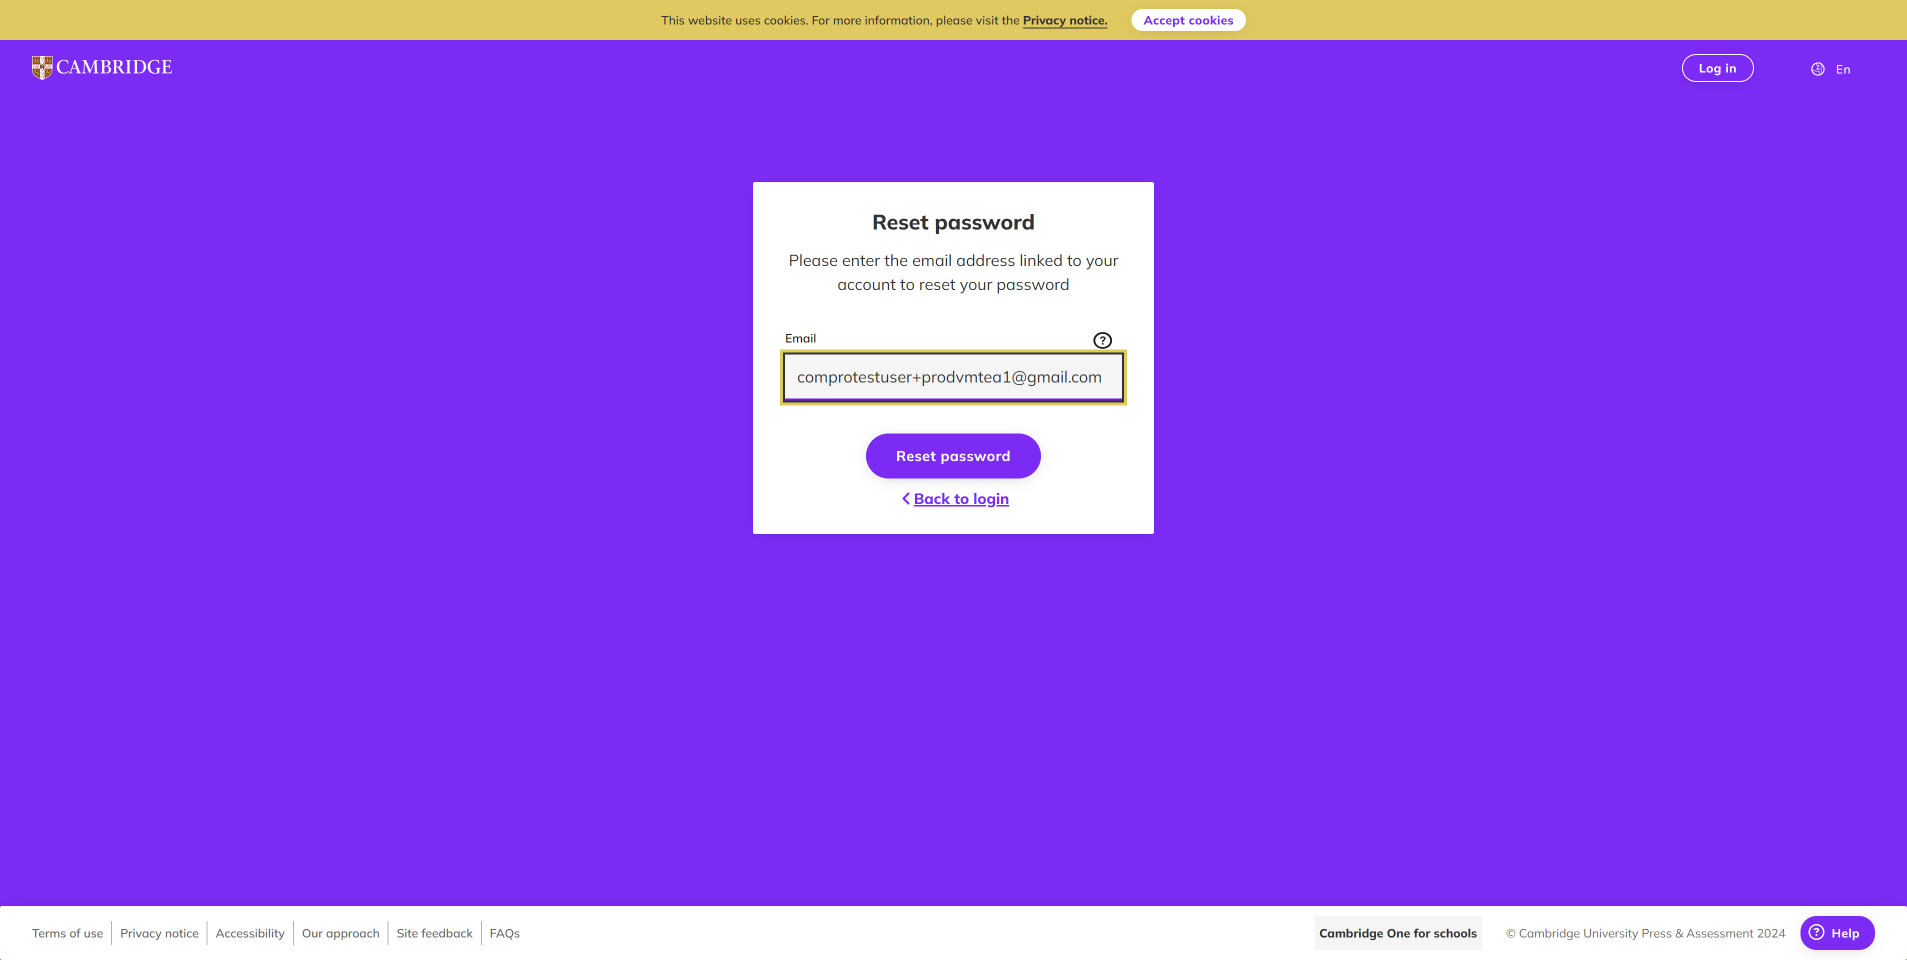 This website uses cookies. For more information, please visit the Privacy notice. Accept cookies
CAMBRIDGE
Log in
En
Reset password
Please enter the email address linked to your
account to reset your password
Email
?
comprotestuser+prodvmtea1@gmail.com
Reset password
Back to login
Terms of use
Privacy notice
Accessibility
Our approach
Site feedback
FAQs
Cambridge One for schools
© Cambridge University Press & Assessment 2024
? Help